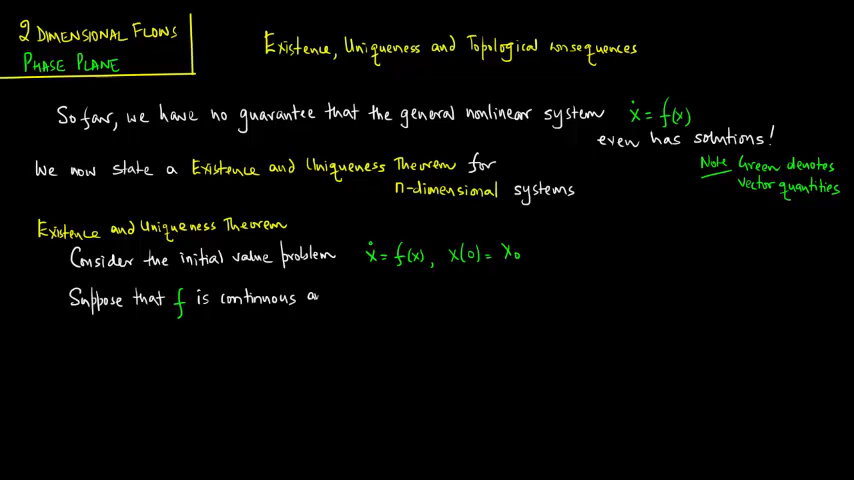 2 DIMENSIONAL FLOWS
PHASE PLANE
Existence, Uniqueness and Topological consequences
So far, we have no guarantee that the general nonlinear system ẋ = f(x)
even has solutions!
Note Green denotes
vector quantities
We now state a Existence and Uniqueness Theorem for
n-dimensional systems
Existence and Uniqueness Theorem
Consider the initial value problem ẋ = f(x), x(0) = x₀
Suppose that f is continuous a